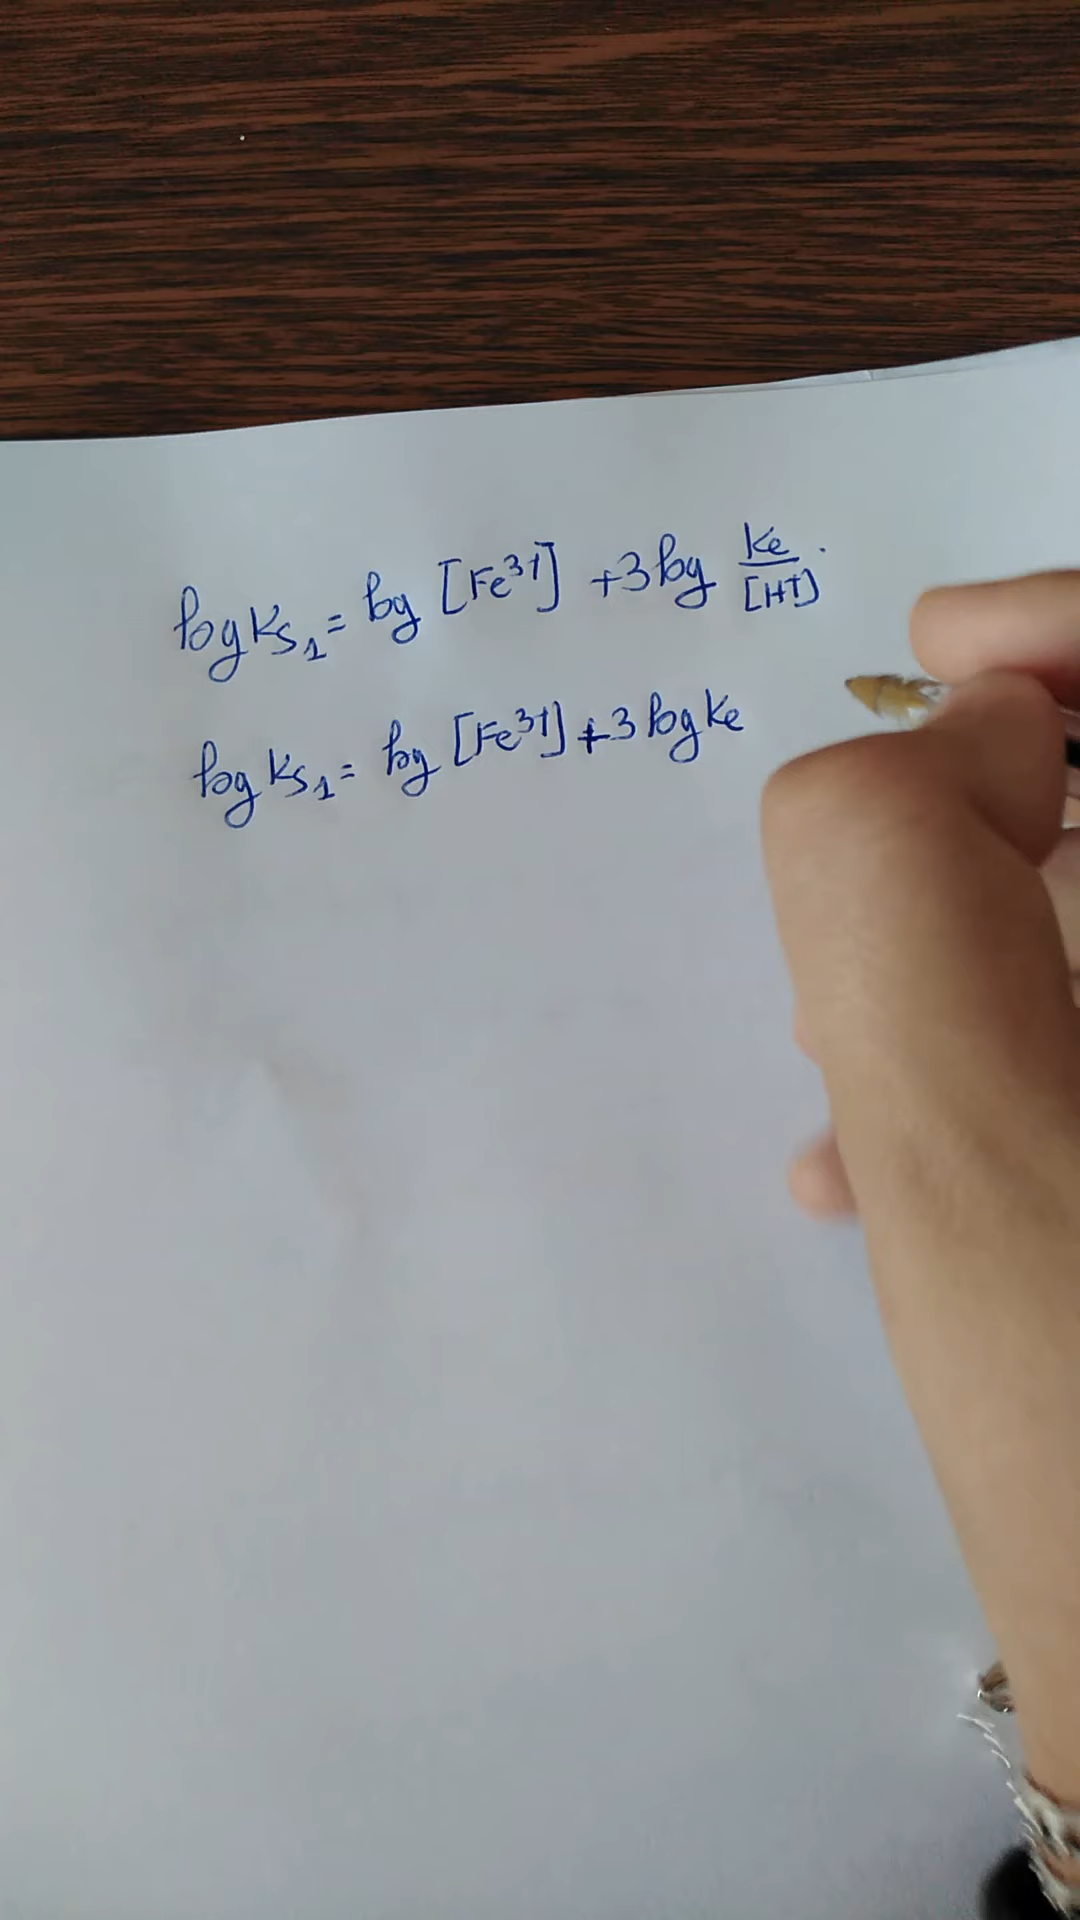 log Ks₁ = log [Fe³⁺] + 3 log Ke/[H⁺]
log Ks₁ = log [Fe³⁺] + 3 log Ke